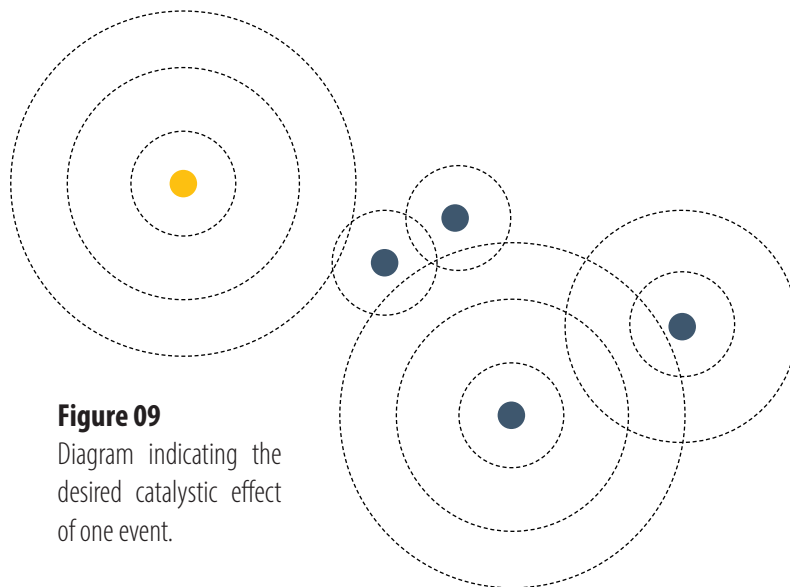 Figure 09
Diagram indicating the
desired catalystic effect
of one event.